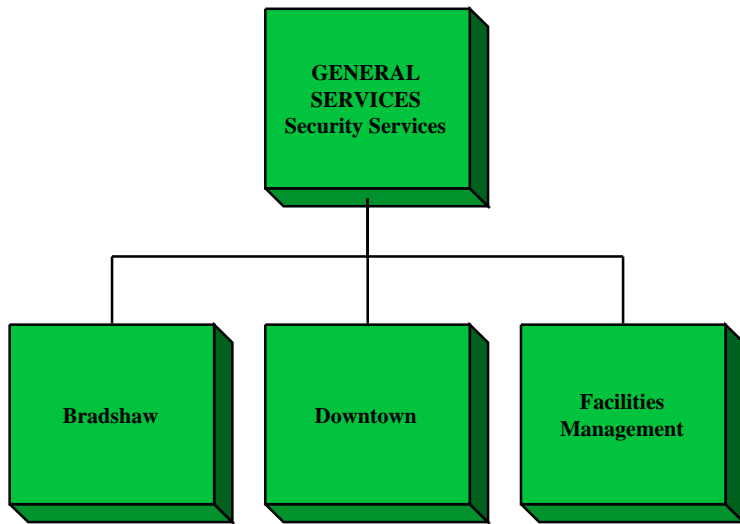 GENERAL
SERVICES
Security Services
Bradshaw
Downtown
Facilities
Management